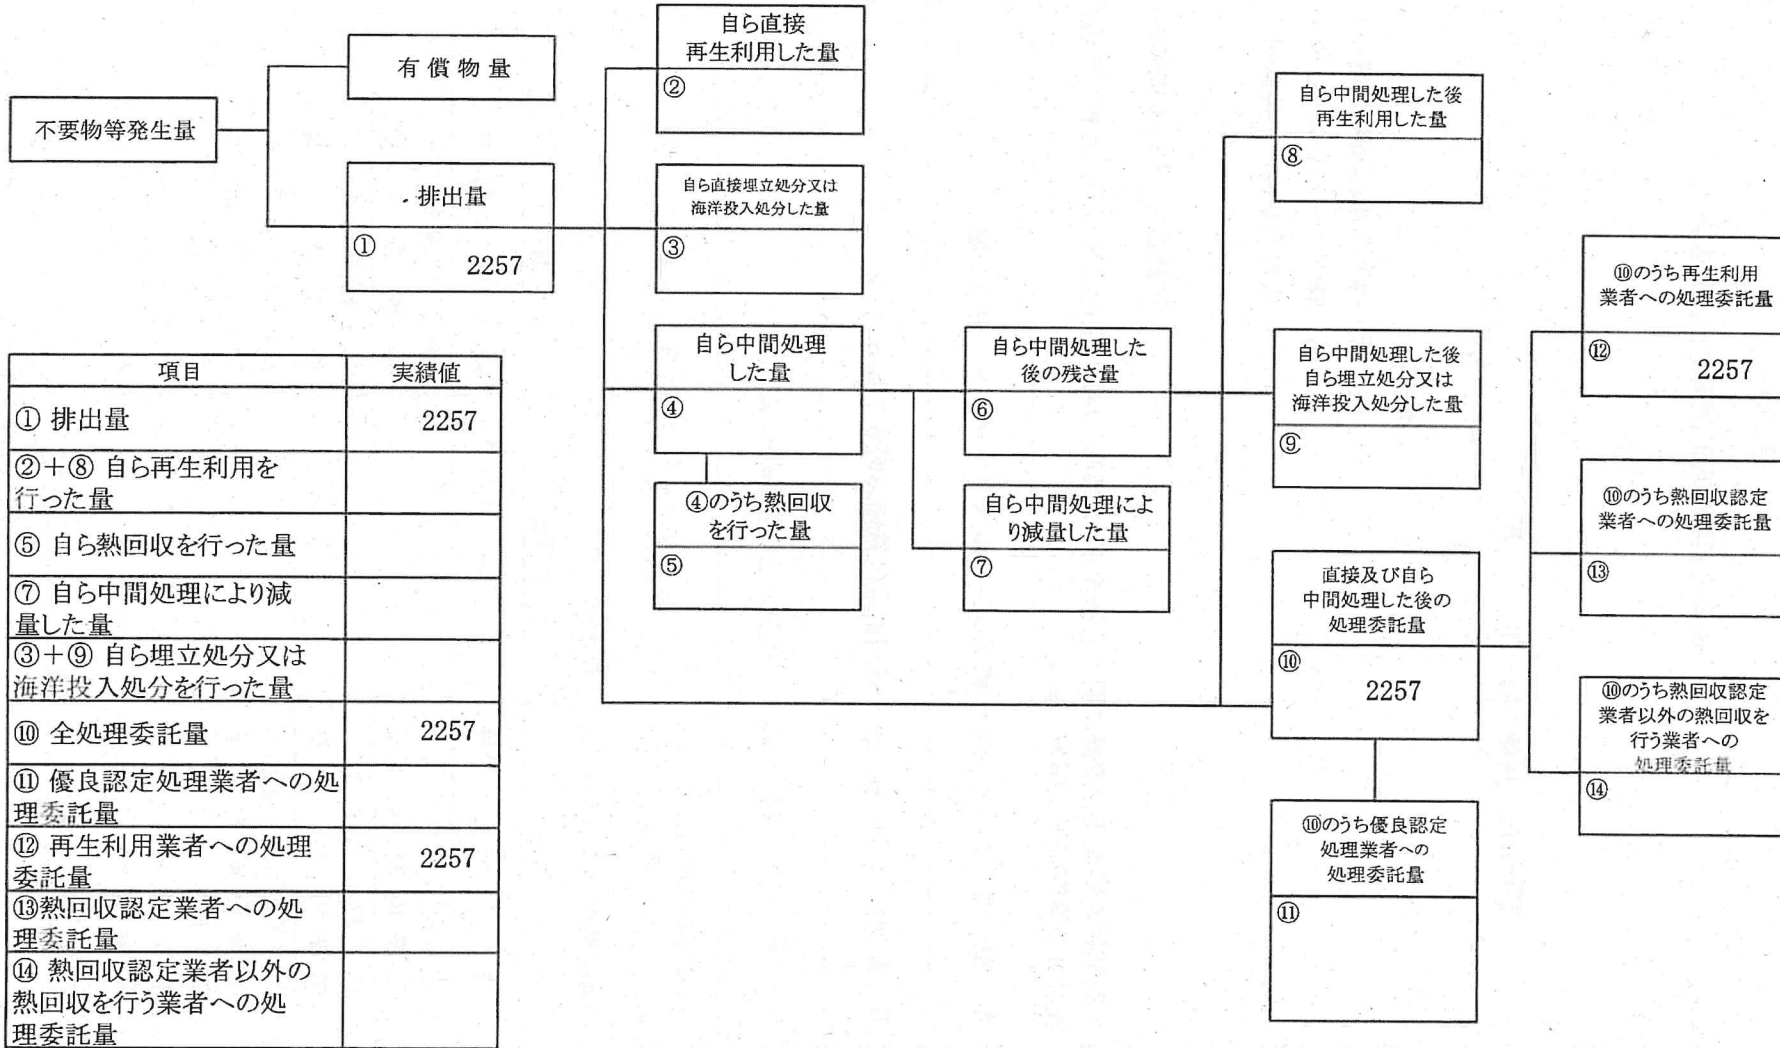 不要物等発生量
有償物量
排出量
①
2257
自ら直接
再生利用した量
②
自ら直接埋立処分又は
海洋投入処分した量
③
自ら中間処理
した量
④
④のうち熱回収
を行った量
⑤
自ら中間処理した
後の残さ量
⑥
自ら中間処理によ
り減量した量
⑦
自ら中間処理した後
再生利用した量
⑧
自ら中間処理した後
自ら埋立処分又は
海洋投入処分した量
⑨
直接及び自ら
中間処理した後の
処理委託量
⑩
2257
⑩のうち優良認定
処理業者への
処理委託量
⑪
⑩のうち再生利用
業者への処理委託量
⑫
2257
⑩のうち熱回収認定
業者への処理委託量
⑬
⑩のうち熱回収認定
業者以外の熱回収を
行う業者への
処理委託量
⑭
項目 実績値
① 排出量 2257
②+⑧ 自ら再生利用を
行った量
⑤ 自ら熱回収を行った量
⑦ 自ら中間処理により減
量した量
③+⑨ 自ら埋立処分又は
海洋投入処分を行った量
⑩ 全処理委託量 2257
⑪ 優良認定処理業者への処
理委託量
⑫ 再生利用業者への処理
委託量 2257
⑬熱回収認定業者への処
理委託量
⑭ 熱回収認定業者以外の
熱回収を行う業者への処
理委託量